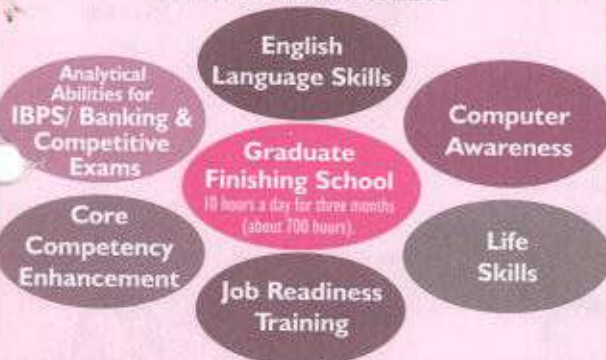 English
Language Skills
Analytical
Abilities for
IBPS/ Banking &
Competitive
Exams
Computer
Awareness
Graduate
Finishing School
10 hours a day for three months
(about 700 hours).
Core
Competency
Enhancement
Life
Skills
Job Readiness
Training